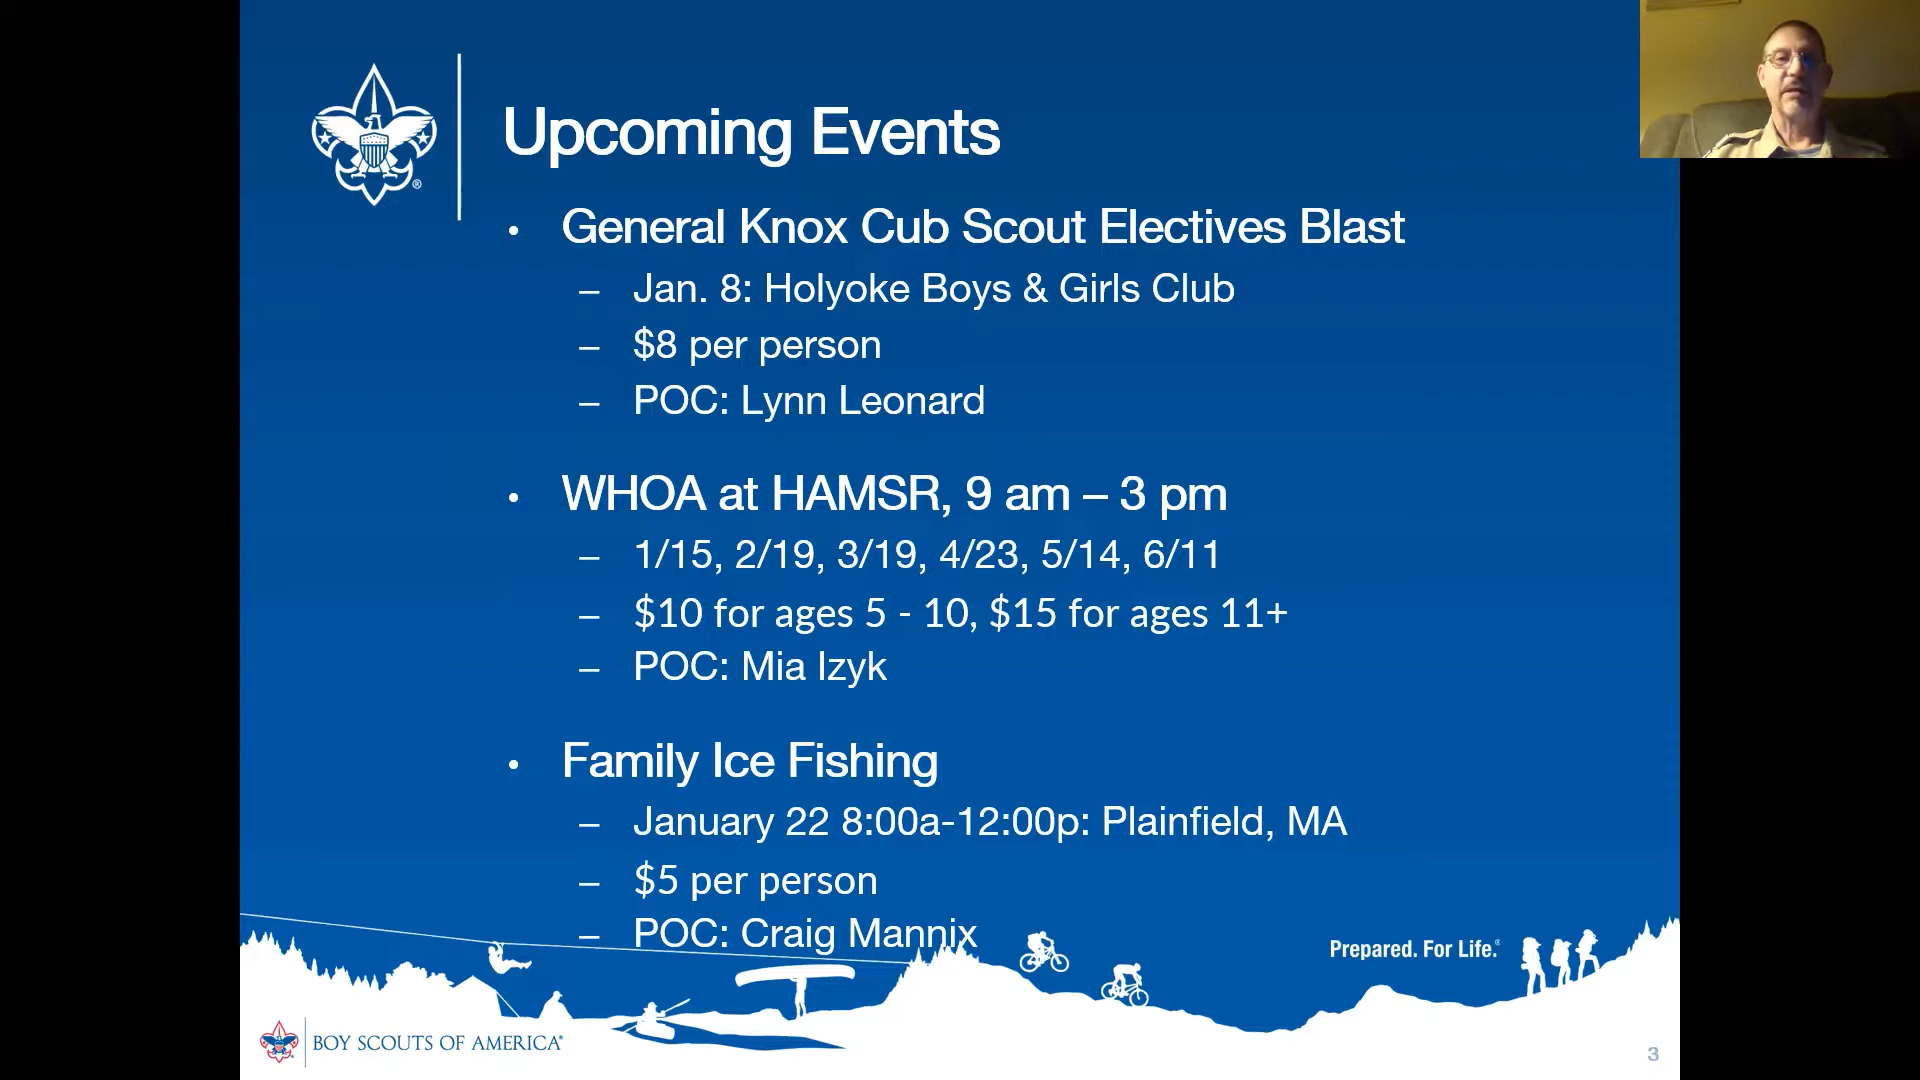 Upcoming Events
• General Knox Cub Scout Electives Blast
– Jan. 8: Holyoke Boys & Girls Club
– $8 per person
– POC: Lynn Leonard
• WHOA at HAMSR, 9 am – 3 pm
– 1/15, 2/19, 3/19, 4/23, 5/14, 6/11
– $10 for ages 5 - 10, $15 for ages 11+
– POC: Mia Izyk
• Family Ice Fishing
– January 22 8:00a-12:00p: Plainfield, MA
– $5 per person
– POC: Craig Mannix
Prepared. For Life.®
BOY SCOUTS OF AMERICA®
3